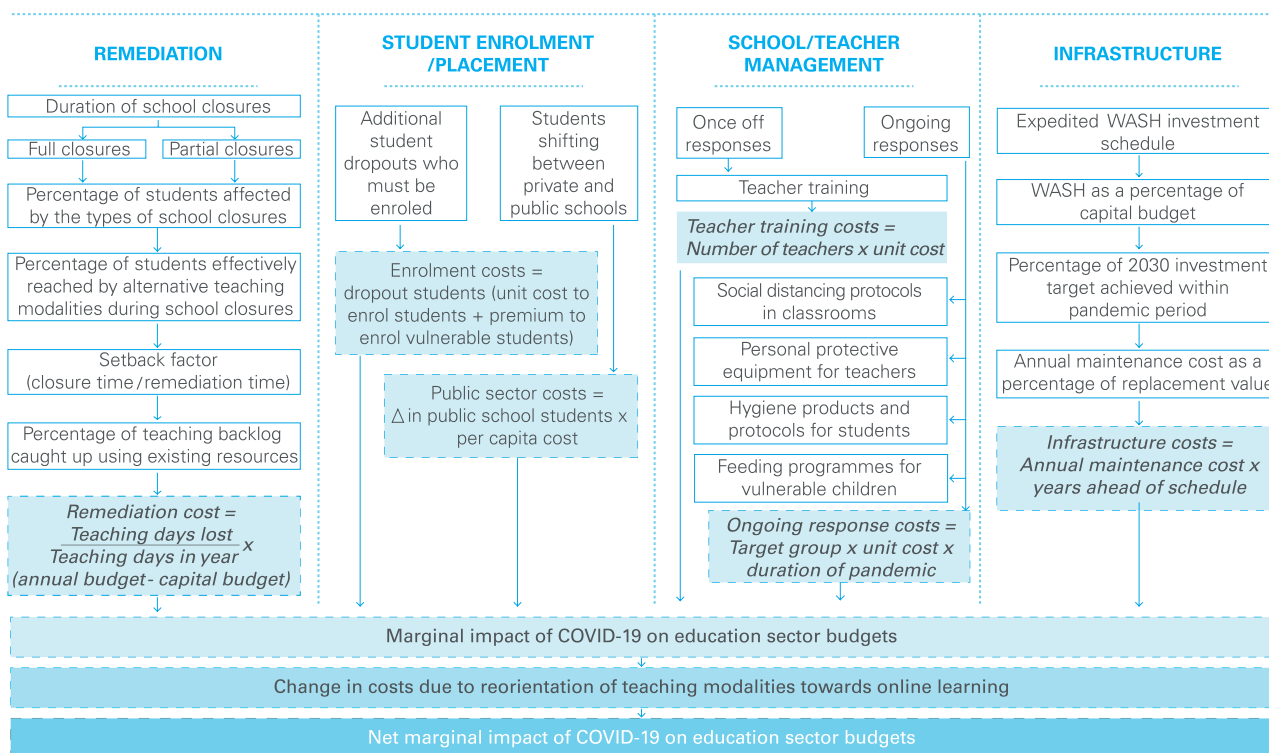 REMEDIATION
Duration of school closures
Full closures
Partial closures
Percentage of students affected
by the types of school closures
Percentage of students effectively
reached by alternative teaching
modalities during school closures
Setback factor
(closure time/remediation time)
Percentage of teaching backlog
caught up using existing resources
Remediation cost =
Teaching days lost
Teaching days in year x
(annual budget - capital budget)
STUDENT ENROLMENT
/PLACEMENT
Additional
student
dropouts who
must be
enroled
Students
shifting
between
private and
public schools
Enrolment costs =
dropout students (unit cost to
enrol students + premium to
enrol vulnerable students)
Public sector costs =
Δ in public school students x
per capita cost
SCHOOL/TEACHER
MANAGEMENT
Once off
responses
Ongoing
responses
Teacher training
Teacher training costs =
Number of teachers x unit cost
Social distancing protocols
in classrooms
Personal protective
equipment for teachers
Hygiene products and
protocols for students
Feeding programmes for
vulnerable children
Ongoing response costs =
Target group x unit cost x
duration of pandemic
INFRASTRUCTURE
Expedited WASH investment
schedule
WASH as a percentage of
capital budget
Percentage of 2030 investment
target achieved within
pandemic period
Annual maintenance cost as a
percentage of replacement value
Infrastructure costs =
Annual maintenance cost x
years ahead of schedule
Marginal impact of COVID-19 on education sector budgets
Change in costs due to reorientation of teaching modalities towards online learning
Net marginal impact of COVID-19 on education sector budgets